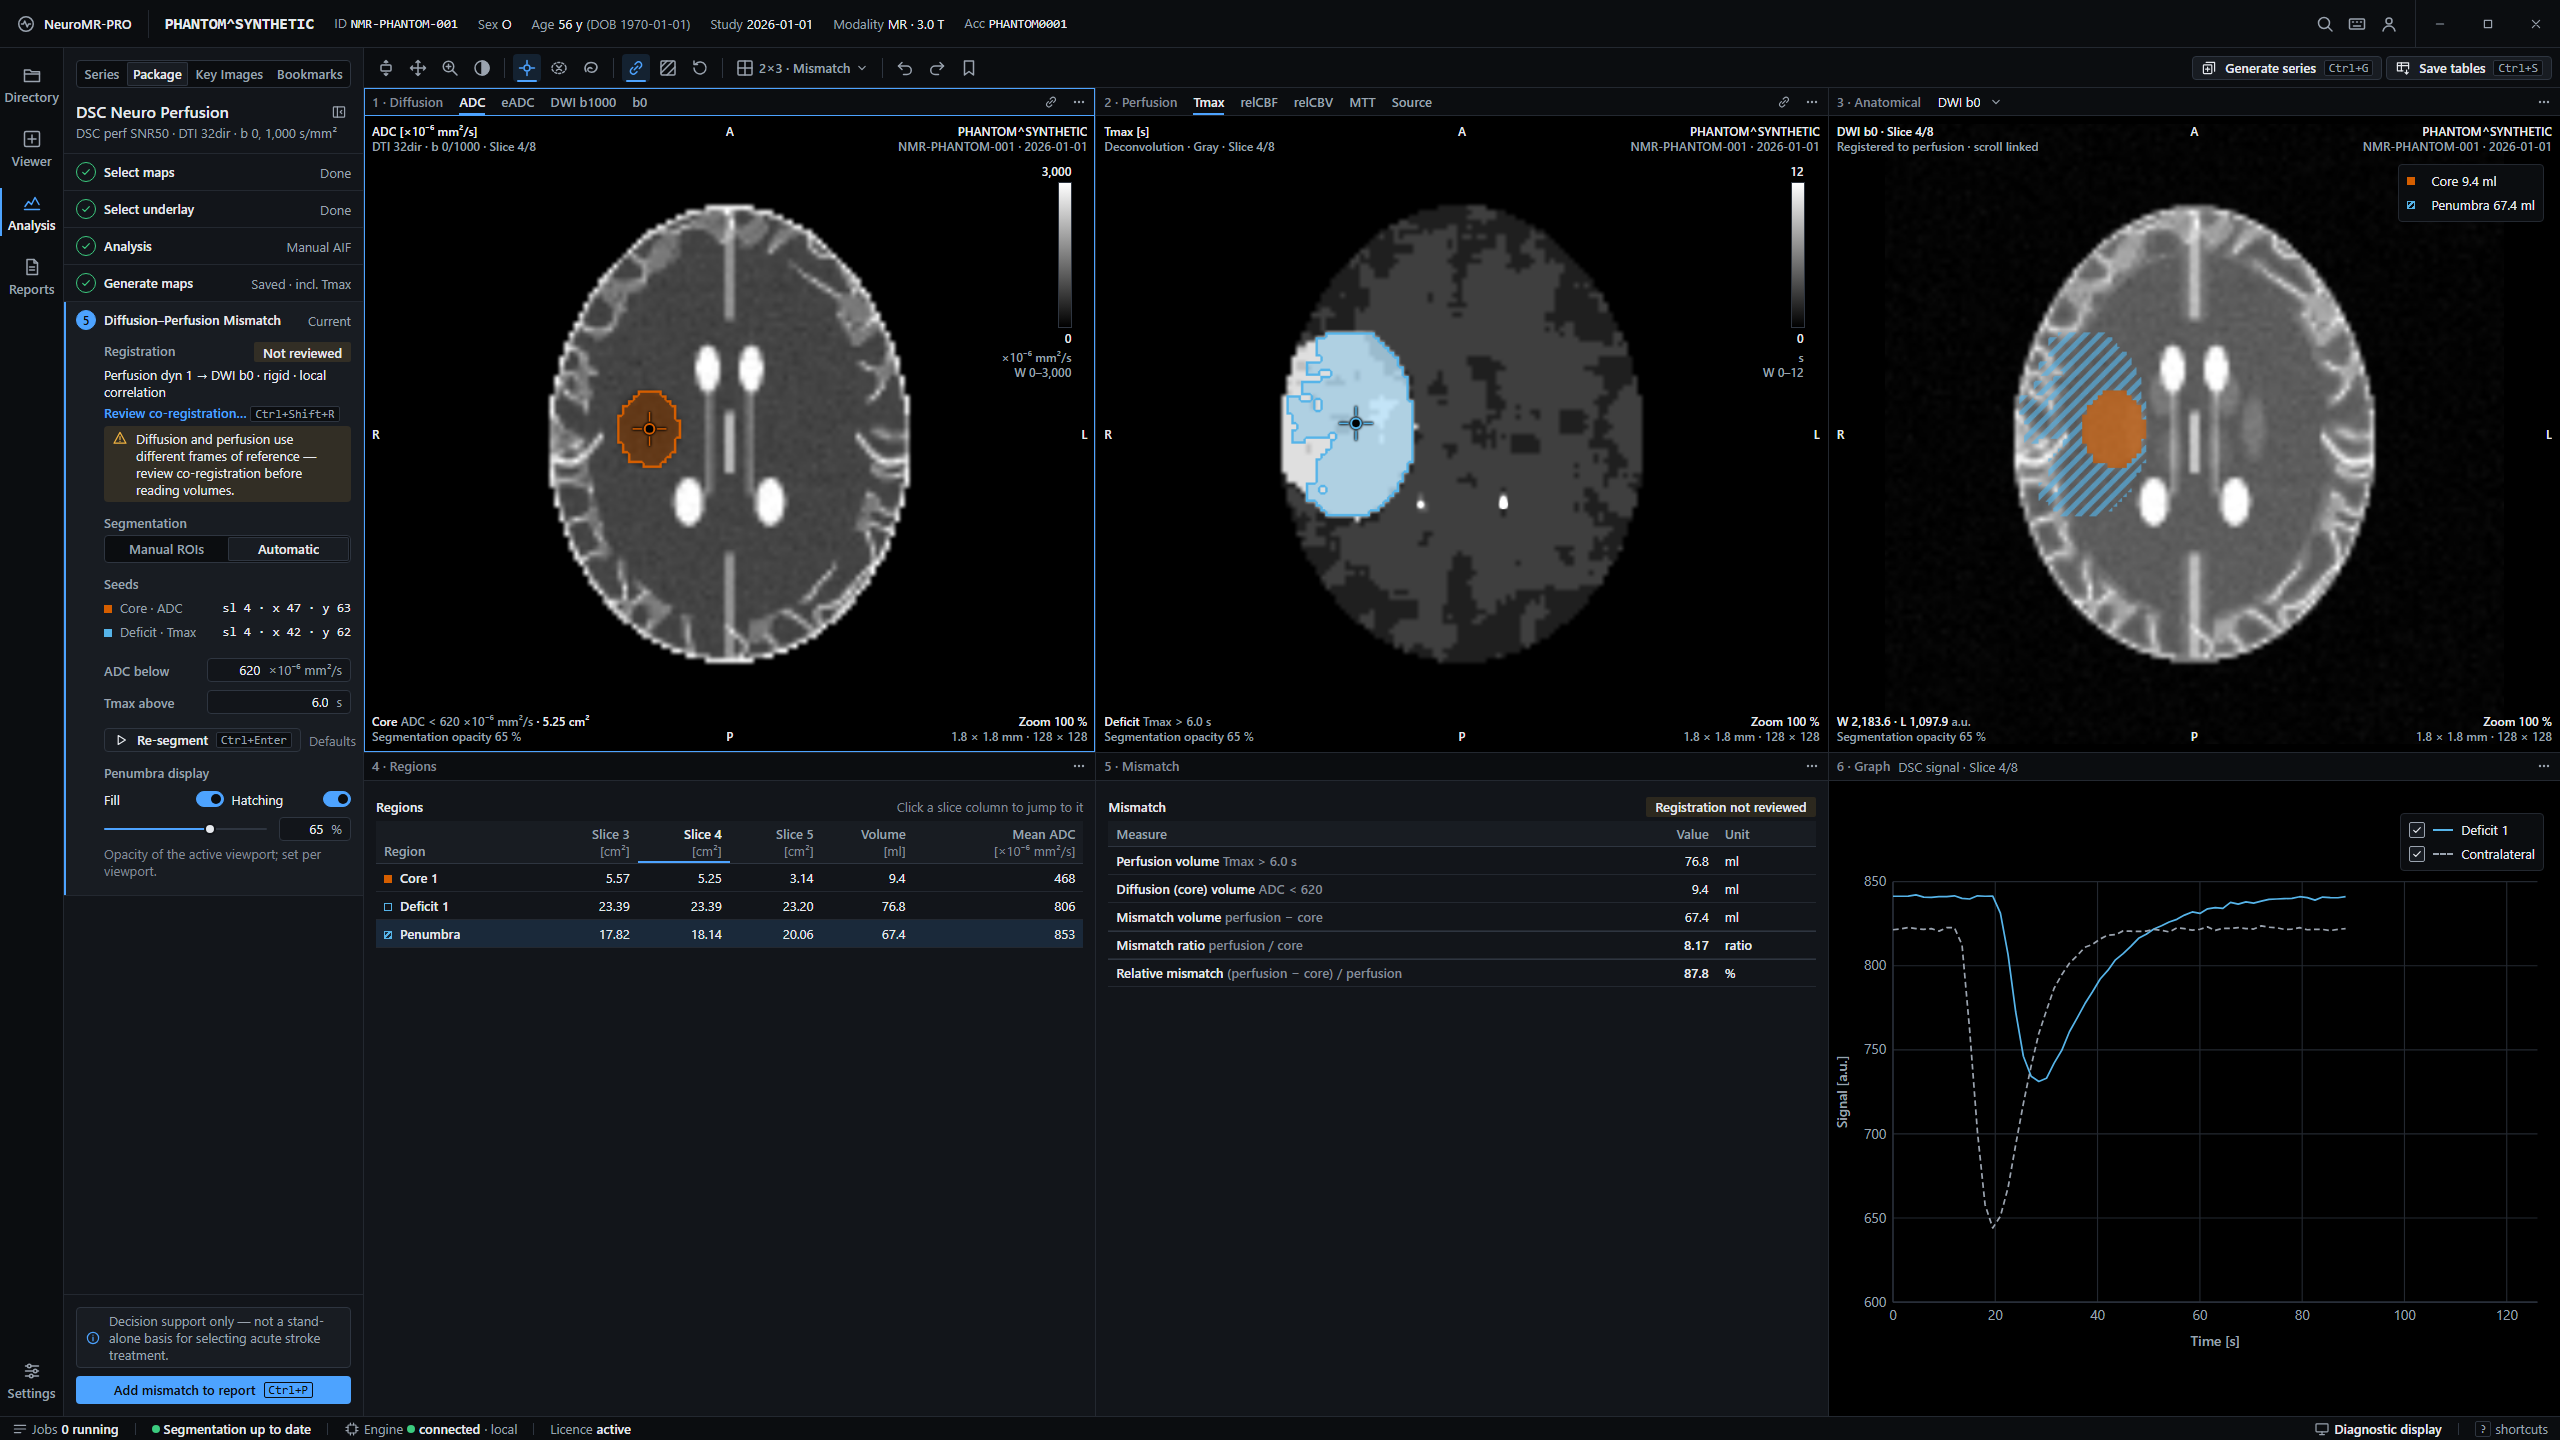 NeuroMR-PRO PHANTOM^SYNTHETIC ID NMR-PHANTOM-001 Sex O Age 56 y (DOB 1970-01-01) Study 2026-01-01 Modality MR · 3.0 T Acc PHANTOM0001
Directory
Viewer
Analysis
Reports
Settings
Series Package Key Images Bookmarks
DSC Neuro Perfusion
DSC perf SNR50 · DTI 32dir · b 0, 1,000 s/mm²
Select maps Done
Select underlay Done
Analysis Manual AIF
Generate maps Saved · incl. Tmax
5 Diffusion–Perfusion Mismatch Current
Registration Not reviewed
Perfusion dyn 1 → DWI b0 · rigid · local
correlation
Review co-registration... Ctrl+Shift+R
Diffusion and perfusion use
different frames of reference —
review co-registration before
reading volumes.
Segmentation
Manual ROIs Automatic
Seeds
Core · ADC sl 4 · x 47 · y 63
Deficit · Tmax sl 4 · x 42 · y 62
ADC below 620 ×10⁻⁶ mm²/s
Tmax above 6.0 s
Re-segment Ctrl+Enter Defaults
Penumbra display
Fill Hatching
65 %
Opacity of the active viewport; set per
viewport.
Decision support only — not a stand-
alone basis for selecting acute stroke
treatment.
Add mismatch to report Ctrl+P
2×3 · Mismatch
Generate series Ctrl+G Save tables Ctrl+S
1 · Diffusion ADC eADC DWI b1000 b0
ADC [×10⁻⁶ mm²/s] A PHANTOM^SYNTHETIC
DTI 32dir · b 0/1000 · Slice 4/8 NMR-PHANTOM-001 · 2026-01-01
3,000
0
×10⁻⁶ mm²/s
W 0–3,000
R L
Core ADC < 620 ×10⁻⁶ mm²/s · 5.25 cm² Zoom 100 %
Segmentation opacity 65 % P 1.8 × 1.8 mm · 128 × 128
2 · Perfusion Tmax relCBF relCBV MTT Source
Tmax [s] A PHANTOM^SYNTHETIC
Deconvolution · Gray · Slice 4/8 NMR-PHANTOM-001 · 2026-01-01
12
0
s
W 0–12
R L
Deficit Tmax > 6.0 s Zoom 100 %
Segmentation opacity 65 % P 1.8 × 1.8 mm · 128 × 128
3 · Anatomical DWI b0
DWI b0 · Slice 4/8 A PHANTOM^SYNTHETIC
Registered to perfusion · scroll linked NMR-PHANTOM-001 · 2026-01-01
Core 9.4 ml
Penumbra 67.4 ml
R L
W 2,183.6 · L 1,097.9 a.u. Zoom 100 %
Segmentation opacity 65 % P 1.8 × 1.8 mm · 128 × 128
4 · Regions
Regions Click a slice column to jump to it
Region Slice 3 [cm²] Slice 4 [cm²] Slice 5 [cm²] Volume [ml] Mean ADC [×10⁻⁶ mm²/s]
Core 1 5.57 5.25 3.14 9.4 468
Deficit 1 23.39 23.39 23.20 76.8 806
Penumbra 17.82 18.14 20.06 67.4 853
5 · Mismatch
Mismatch Registration not reviewed
Measure Value Unit
Perfusion volume Tmax > 6.0 s 76.8 ml
Diffusion (core) volume ADC < 620 9.4 ml
Mismatch volume perfusion − core 67.4 ml
Mismatch ratio perfusion / core 8.17 ratio
Relative mismatch (perfusion − core) / perfusion 87.8 %
6 · Graph DSC signal · Slice 4/8
Deficit 1
Contralateral
850
800
750
700
650
600
Signal [a.u.]
0 20 40 60 80 100 120
Time [s]
Jobs 0 running Segmentation up to date Engine connected · local Licence active Diagnostic display ? shortcuts